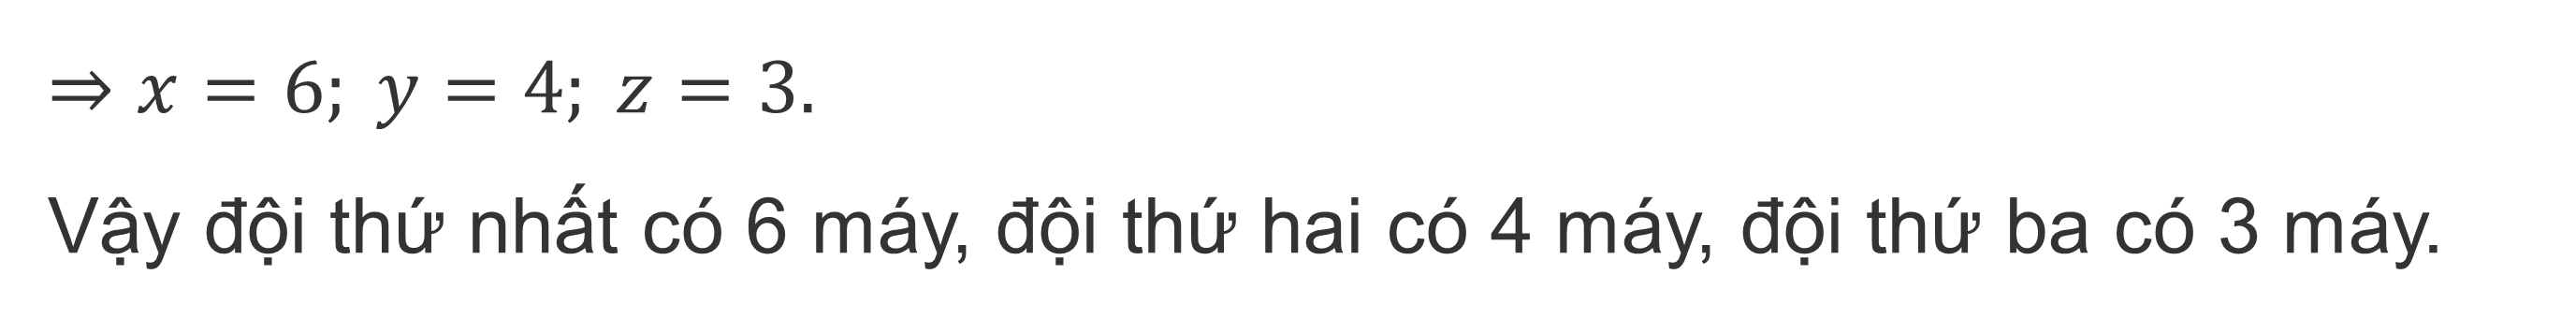 ⇒ x = 6; y = 4; z = 3.
Vậy đội thứ nhất có 6 máy, đội thứ hai có 4 máy, đội thứ ba có 3 máy.